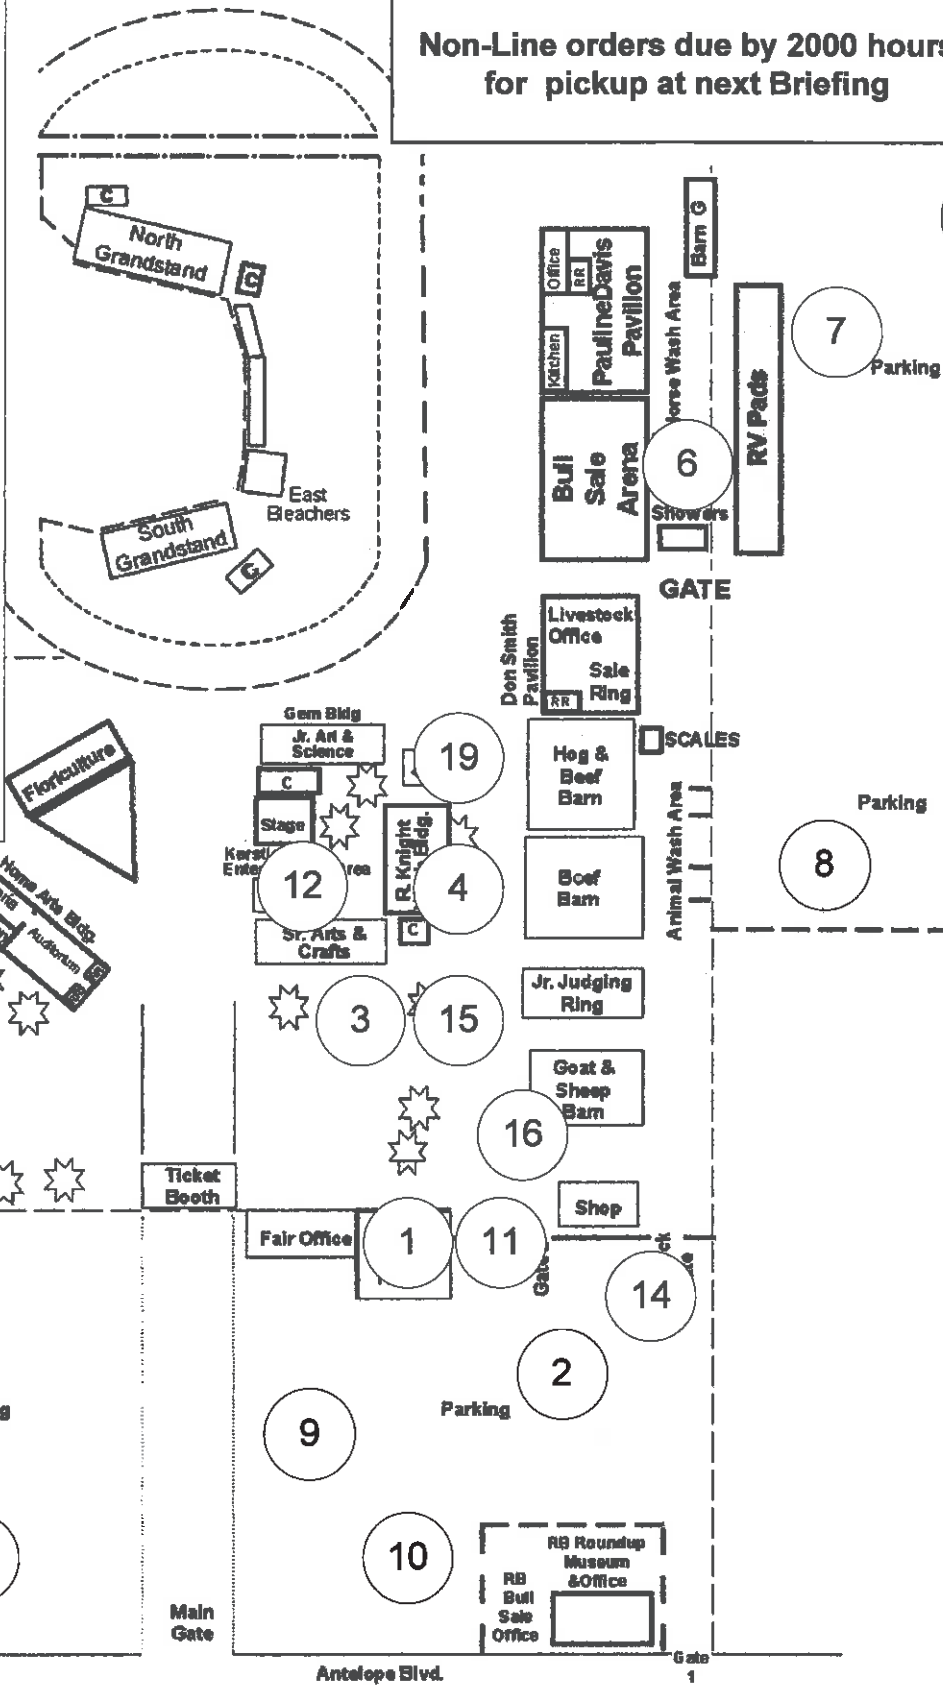 Non-Line orders due by 2000 hours
for pickup at next Briefing
C
North
Grandstand
C
East
Bleachers
South
Grandstand
C
Barn G
Office
RR
Kitchen
Pauline Davis
Pavilion
Horse Wash Area
7
Parking
RV Pads
Bull
Sale
Arena
6
Showers
GATE
Livestock
Office
Don Smith
Pavilion
Sale
Ring
RR
Gem Bldg
Jr. Art &
Science
C
Stage
Floriculture
19
Hog &
Beef
Barn
SCALES
Parking
R. Knight
Bldg.
12
4
Beef
Barn
Animal Wash Area
8
Home Arts Bldg.
Auditorium
Sr. Arts &
Crafts
C
3
15
Jr. Judging
Ring
Goat &
Sheep
Barn
16
Ticket
Booth
Shop
Fair Office
1
11
Gate
14
2
Parking
9
10
RB Roundup
Museum
&Office
RB
Bull
Sale
Office
Main
Gate
Antelope Blvd.
Gate
1